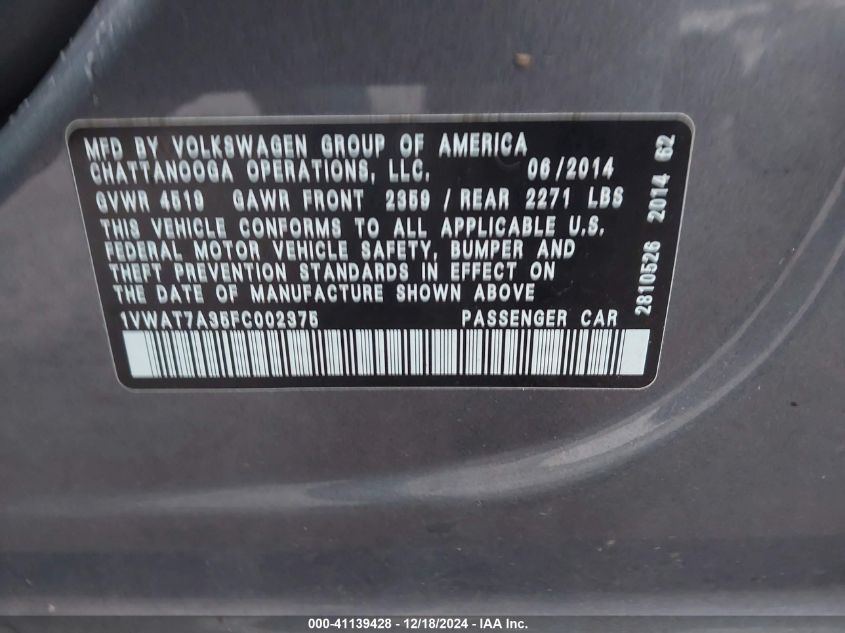 MFD BY VOLKSWAGEN GROUP OF AMERICA
CHATTANOOGA OPERATIONS, LLC. 06/2014
GVWR 4519 GAWR FRONT 2359 / REAR 2271 LBS
THIS VEHICLE CONFORMS TO ALL APPLICABLE U.S.
FEDERAL MOTOR VEHICLE SAFETY, BUMPER AND
THEFT PREVENTION STANDARDS IN EFFECT ON
THE DATE OF MANUFACTURE SHOWN ABOVE
1VWAT7A35FC002375 PASSENGER CAR
2810526 2014 62
000-41139428 - 12/18/2024 - IAA Inc.